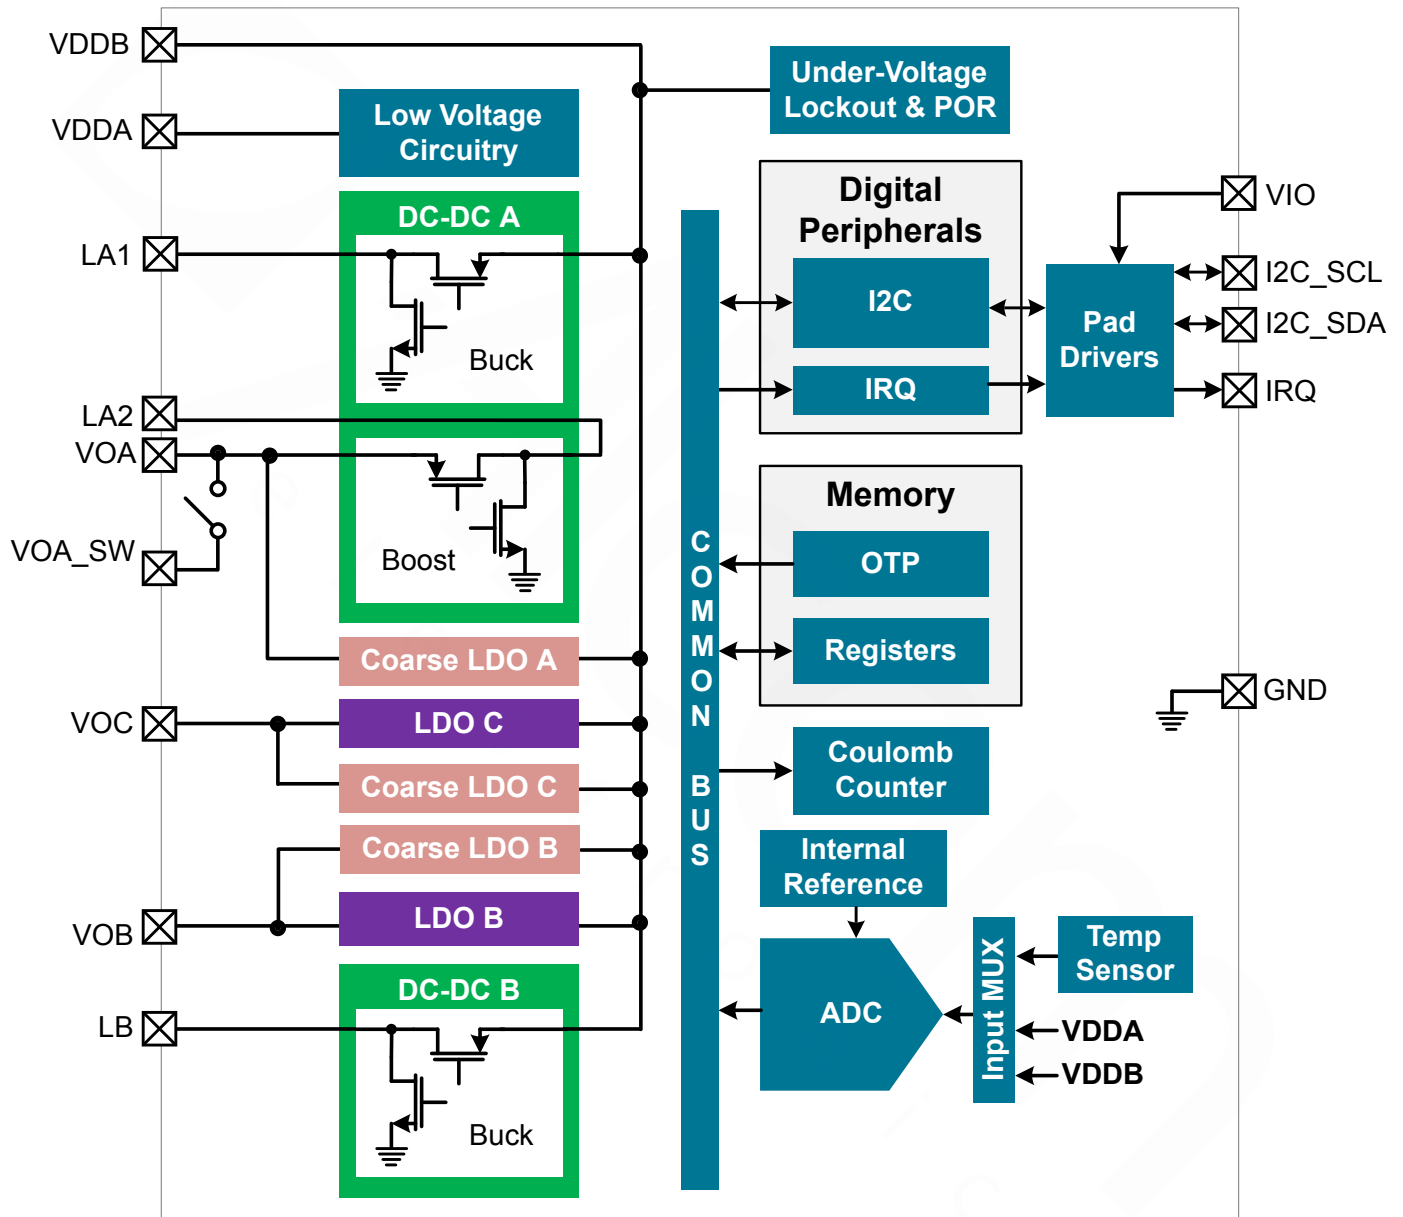 VDDB
Under-Voltage
Lockout & POR
VDDA
Low Voltage
Circuitry
Digital
Peripherals
VIO
DC-DC A
LA1
I2C
I2C_SCL
Pad
Drivers
I2C_SDA
Buck
IRQ
IRQ
LA2
VOA
Memory
VOA_SW
Boost
OTP
Coarse LDO A
Registers
GND
VOC
LDO C
COMMON BUS
Coulomb
Counter
Coarse LDO C
Coarse LDO B
Internal
Reference
VOB
LDO B
Temp
Sensor
Input MUX
DC-DC B
ADC
LB
VDDA
VDDB
Buck